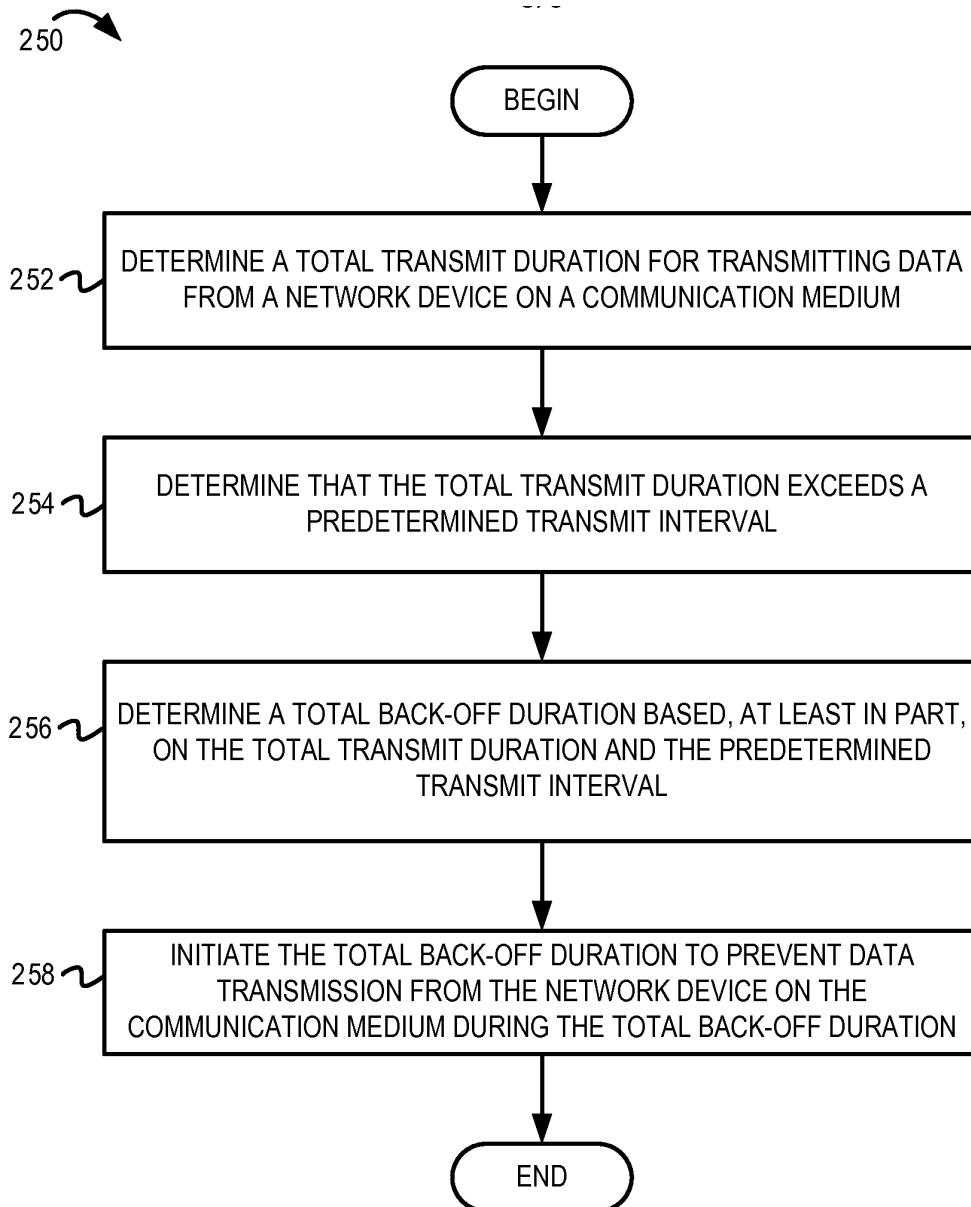 250
BEGIN
252
DETERMINE A TOTAL TRANSMIT DURATION FOR TRANSMITTING DATA
FROM A NETWORK DEVICE ON A COMMUNICATION MEDIUM
254
DETERMINE THAT THE TOTAL TRANSMIT DURATION EXCEEDS A
PREDETERMINED TRANSMIT INTERVAL
256
DETERMINE A TOTAL BACK-OFF DURATION BASED, AT LEAST IN PART,
ON THE TOTAL TRANSMIT DURATION AND THE PREDETERMINED
TRANSMIT INTERVAL
258
INITIATE THE TOTAL BACK-OFF DURATION TO PREVENT DATA
TRANSMISSION FROM THE NETWORK DEVICE ON THE
COMMUNICATION MEDIUM DURING THE TOTAL BACK-OFF DURATION
END